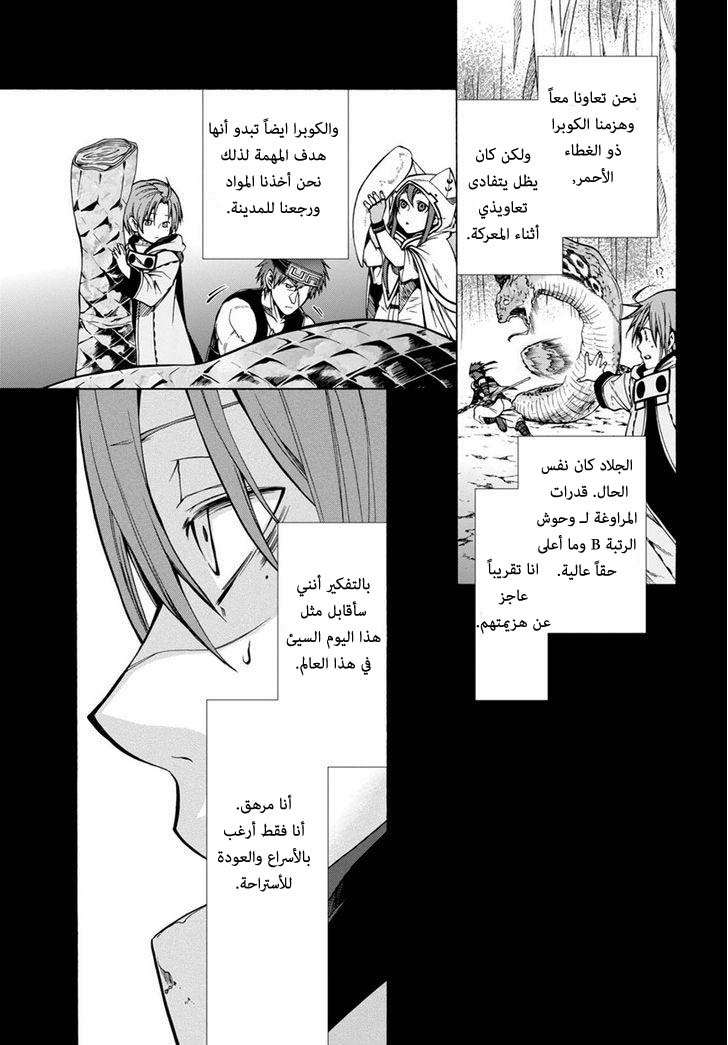 نحن تعاونا معاً
وهزمنا الكوبرا
ذو الغطاء
الأحمر,
ولكن كان
يظل يتفادى
تعاويذي
أثناء المعركة.
!?
والكوبرا ايضاً تبدو أنها
هدف المهمة لذلك
نحن أخذنا المواد
ورجعنا للمدينة.
الجلاد كان نفس
الحال. قدرات
المراوغة لــ وحوش
الرتبة B وما أعلى
حقاً عالية.
انا تقريباً
عاجز
عن هزيمتهم.
بالتفكير أنني
سأقابل مثل
هذا اليوم السيئ
في هذا العالم.
أنا مرهق.
أنا فقط أرغب
بالأسراع والعودة
للأستراحة.